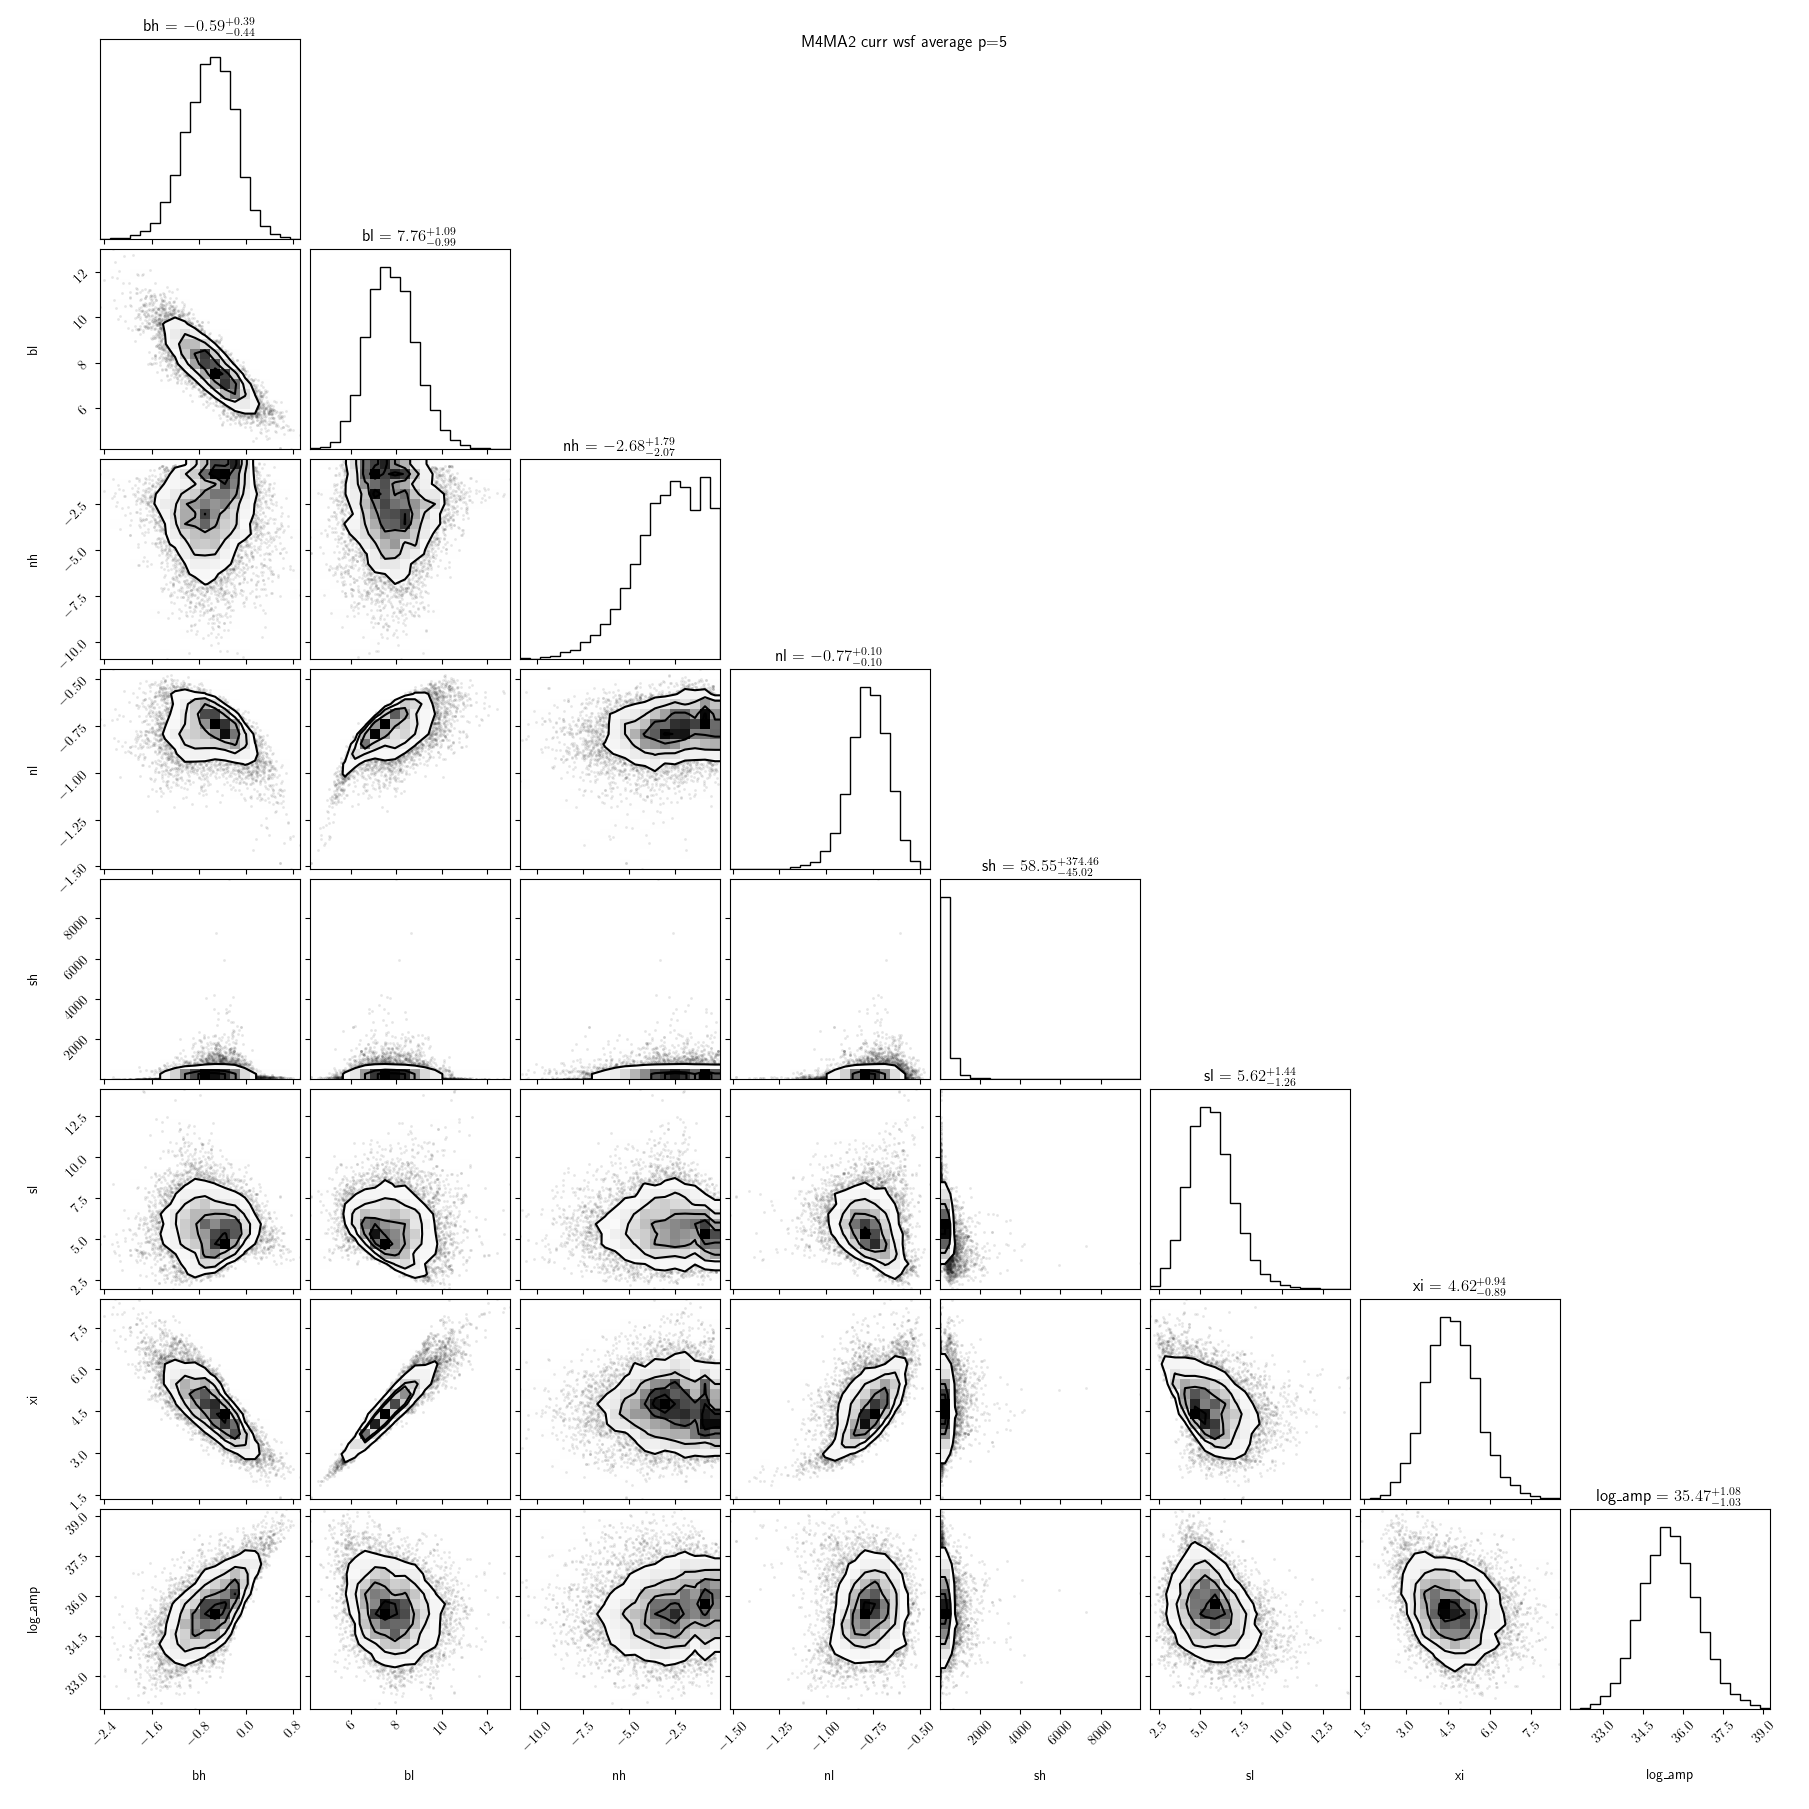 bh = −0.59+0.39−0.44
M4MA2 curr wsf average p=5
bl = 7.76+1.09−0.99
12
10
8
6
bl
nh = −2.68+1.79−2.07
−2.5
−5.0
−7.5
−10.0
nh
nl = −0.77+0.10−0.10
−0.50
−0.75
−1.00
−1.25
−1.50
nl
sh = 58.55+374.46−45.02
8000
6000
4000
2000
sh
sl = 5.62+1.44−1.26
12.5
10.0
7.5
5.0
2.5
sl
xi = 4.62+0.94−0.89
7.5
6.0
4.5
3.0
1.5
xi
log_amp = 35.47+1.08−1.03
39.0
37.5
36.0
34.5
33.0
log_amp
−2.4 −1.6 −0.8 0.0 0.8
6 8 10 12
−10.0 −7.5 −5.0 −2.5
−1.50 −1.25 −1.00 −0.75 −0.50
2000 4000 6000 8000
2.5 5.0 7.5 10.0 12.5
1.5 3.0 4.5 6.0 7.5
33.0 34.5 36.0 37.5 39.0
bh bl nh nl sh sl xi log_amp